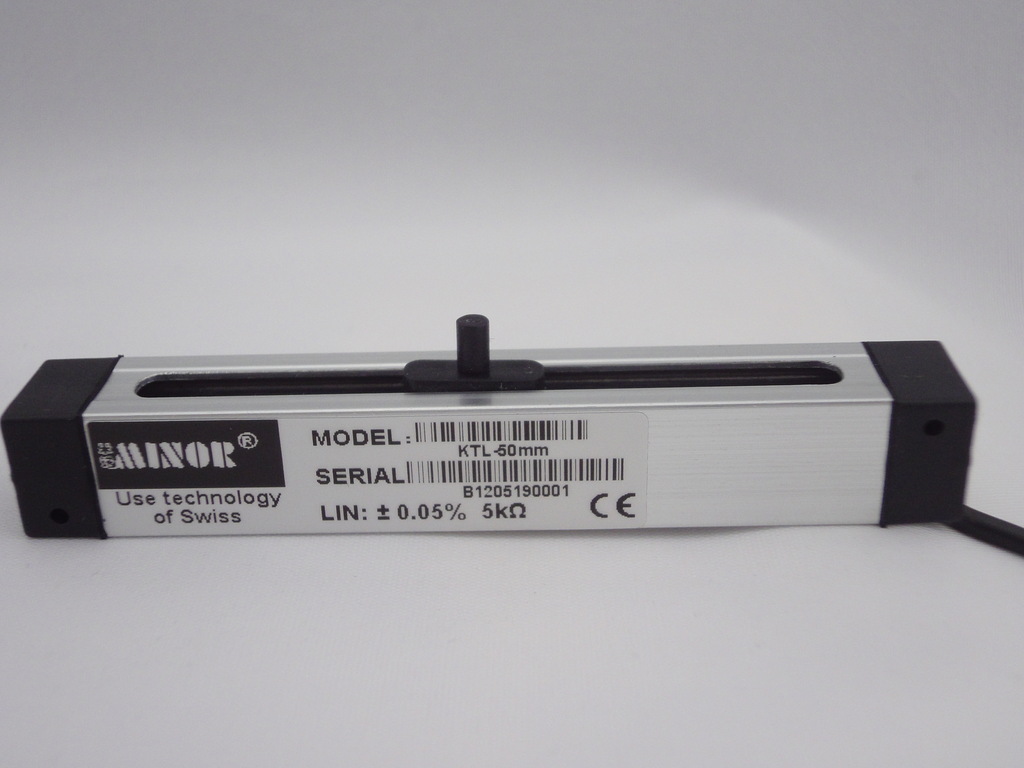 MINOR®
Use technology
of Swiss
MODEL:
KTL-50mm
SERIAL
B1205190001
LIN: ± 0.05% 5kΩ
CE